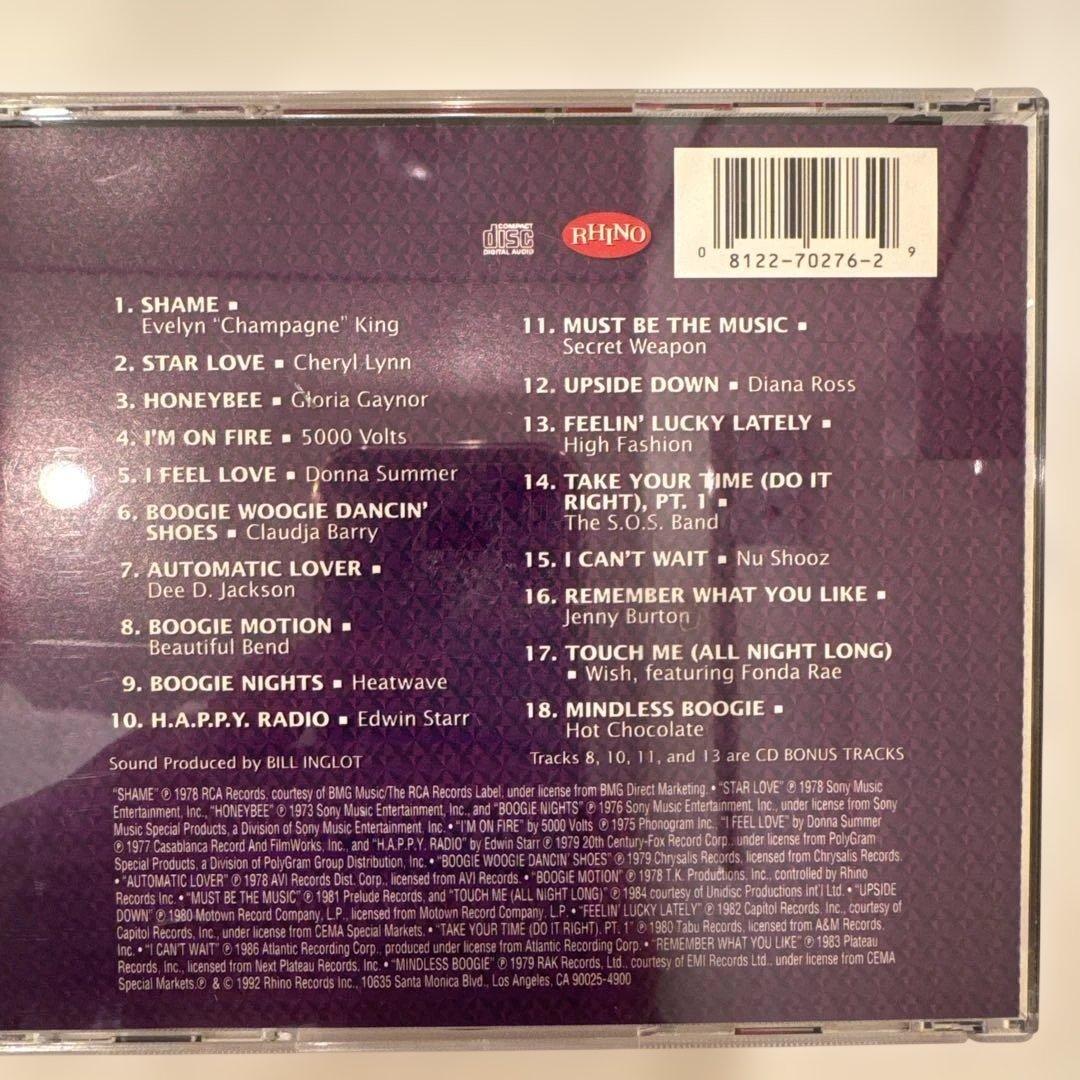 COMPACT
disc
DIGITAL AUDIO
RHINO
0 8122-70276-2 9
1. SHAME ▪
Evelyn "Champagne" King
2. STAR LOVE ▪ Cheryl Lynn
3. HONEYBEE ▪ Gloria Gaynor
4. I'M ON FIRE ▪ 5000 Volts
5. I FEEL LOVE ▪ Donna Summer
6. BOOGIE WOOGIE DANCIN'
SHOES ▪ Claudja Barry
7. AUTOMATIC LOVER ▪
Dee D. Jackson
8. BOOGIE MOTION ▪
Beautiful Bend
9. BOOGIE NIGHTS ▪ Heatwave
10. H.A.P.P.Y. RADIO ▪ Edwin Starr
11. MUST BE THE MUSIC ▪
Secret Weapon
12. UPSIDE DOWN ▪ Diana Ross
13. FEELIN' LUCKY LATELY ▪
High Fashion
14. TAKE YOUR TIME (DO IT
RIGHT), PT. 1 ▪
The S.O.S. Band
15. I CAN'T WAIT ▪ Nu Shooz
16. REMEMBER WHAT YOU LIKE ▪
Jenny Burton
17. TOUCH ME (ALL NIGHT LONG)
▪ Wish, featuring Fonda Rae
18. MINDLESS BOOGIE ▪
Hot Chocolate
Sound Produced by BILL INGLOT
Tracks 8, 10, 11, and 13 are CD BONUS TRACKS
"SHAME" ℗ 1978 RCA Records, courtesy of BMG Music/The RCA Records Label, under license from BMG Direct Marketing. • "STAR LOVE" ℗ 1978 Sony Music
Entertainment, Inc., "HONEYBEE" ℗ 1973 Sony Music Entertainment, Inc., and "BOOGIE NIGHTS" ℗ 1976 Sony Music Entertainment, Inc., under license from Sony
Music Special Products, a Division of Sony Music Entertainment, Inc. • "I'M ON FIRE" by 5000 Volts ℗ 1975 Phonogram Inc., "I FEEL LOVE" by Donna Summer
℗ 1977 Casablanca Record And FilmWorks, Inc., and "H.A.P.P.Y. RADIO" by Edwin Starr ℗ 1979 20th Century-Fox Record Corp., under license from PolyGram
Special Products, a Division of PolyGram Group Distribution, Inc. • "BOOGIE WOOGIE DANCIN' SHOES" ℗ 1979 Chrysalis Records, licensed from Chrysalis Records.
• "AUTOMATIC LOVER" ℗ 1978 AVI Records Dist. Corp., licensed from AVI Records. • "BOOGIE MOTION" ℗ 1978 T.K. Productions, Inc., controlled by Rhino
Records Inc. • "MUST BE THE MUSIC" ℗ 1981 Prelude Records, and "TOUCH ME (ALL NIGHT LONG)" ℗ 1984 courtesy of Unidisc Productions Int'l Ltd. • "UPSIDE
DOWN" ℗ 1980 Motown Record Company, L.P., licensed from Motown Record Company, L.P. • "FEELIN' LUCKY LATELY" ℗ 1982 Capitol Records, Inc., courtesy of
Capitol Records, Inc., under license from CEMA Special Markets. • "TAKE YOUR TIME (DO IT RIGHT), PT. 1" ℗ 1980 Tabu Records, licensed from A&M Records,
Inc. • "I CAN'T WAIT" ℗ 1986 Atlantic Recording Corp., produced under license from Atlantic Recording Corp. • "REMEMBER WHAT YOU LIKE" ℗ 1983 Plateau
Records, Inc., licensed from Next Plateau Records, Inc. • "MINDLESS BOOGIE" ℗ 1979 RAK Records, Ltd., courtesy of EMI Records Ltd., under license from CEMA
Special Markets.℗ & © 1992 Rhino Records Inc., 10635 Santa Monica Blvd., Los Angeles, CA 90025-4900